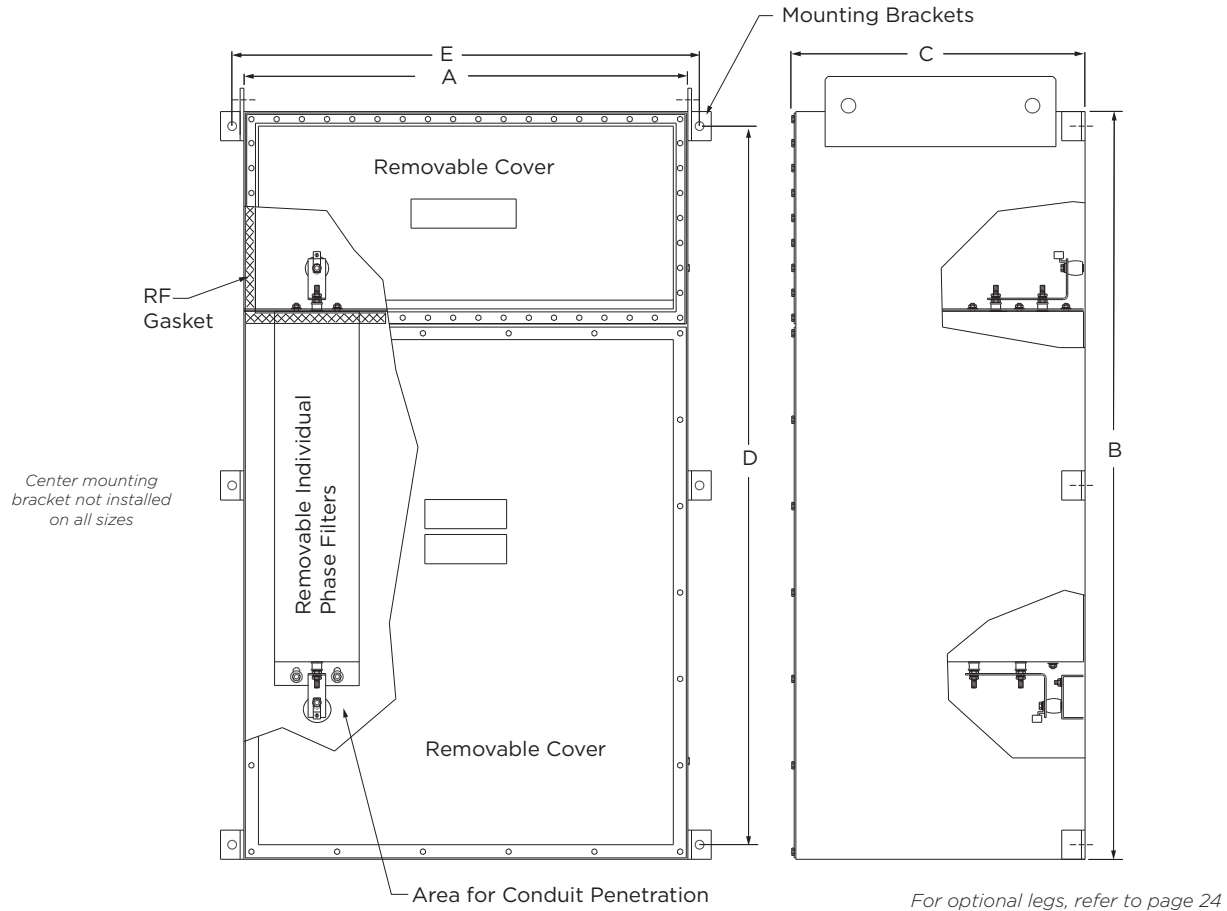 Mounting Brackets
E
A
C
Removable Cover
RF
Gasket
Removable Individual
Phase Filters
D
B
Center mounting
bracket not installed
on all sizes
Removable Cover
Area for Conduit Penetration
For optional legs, refer to page 24